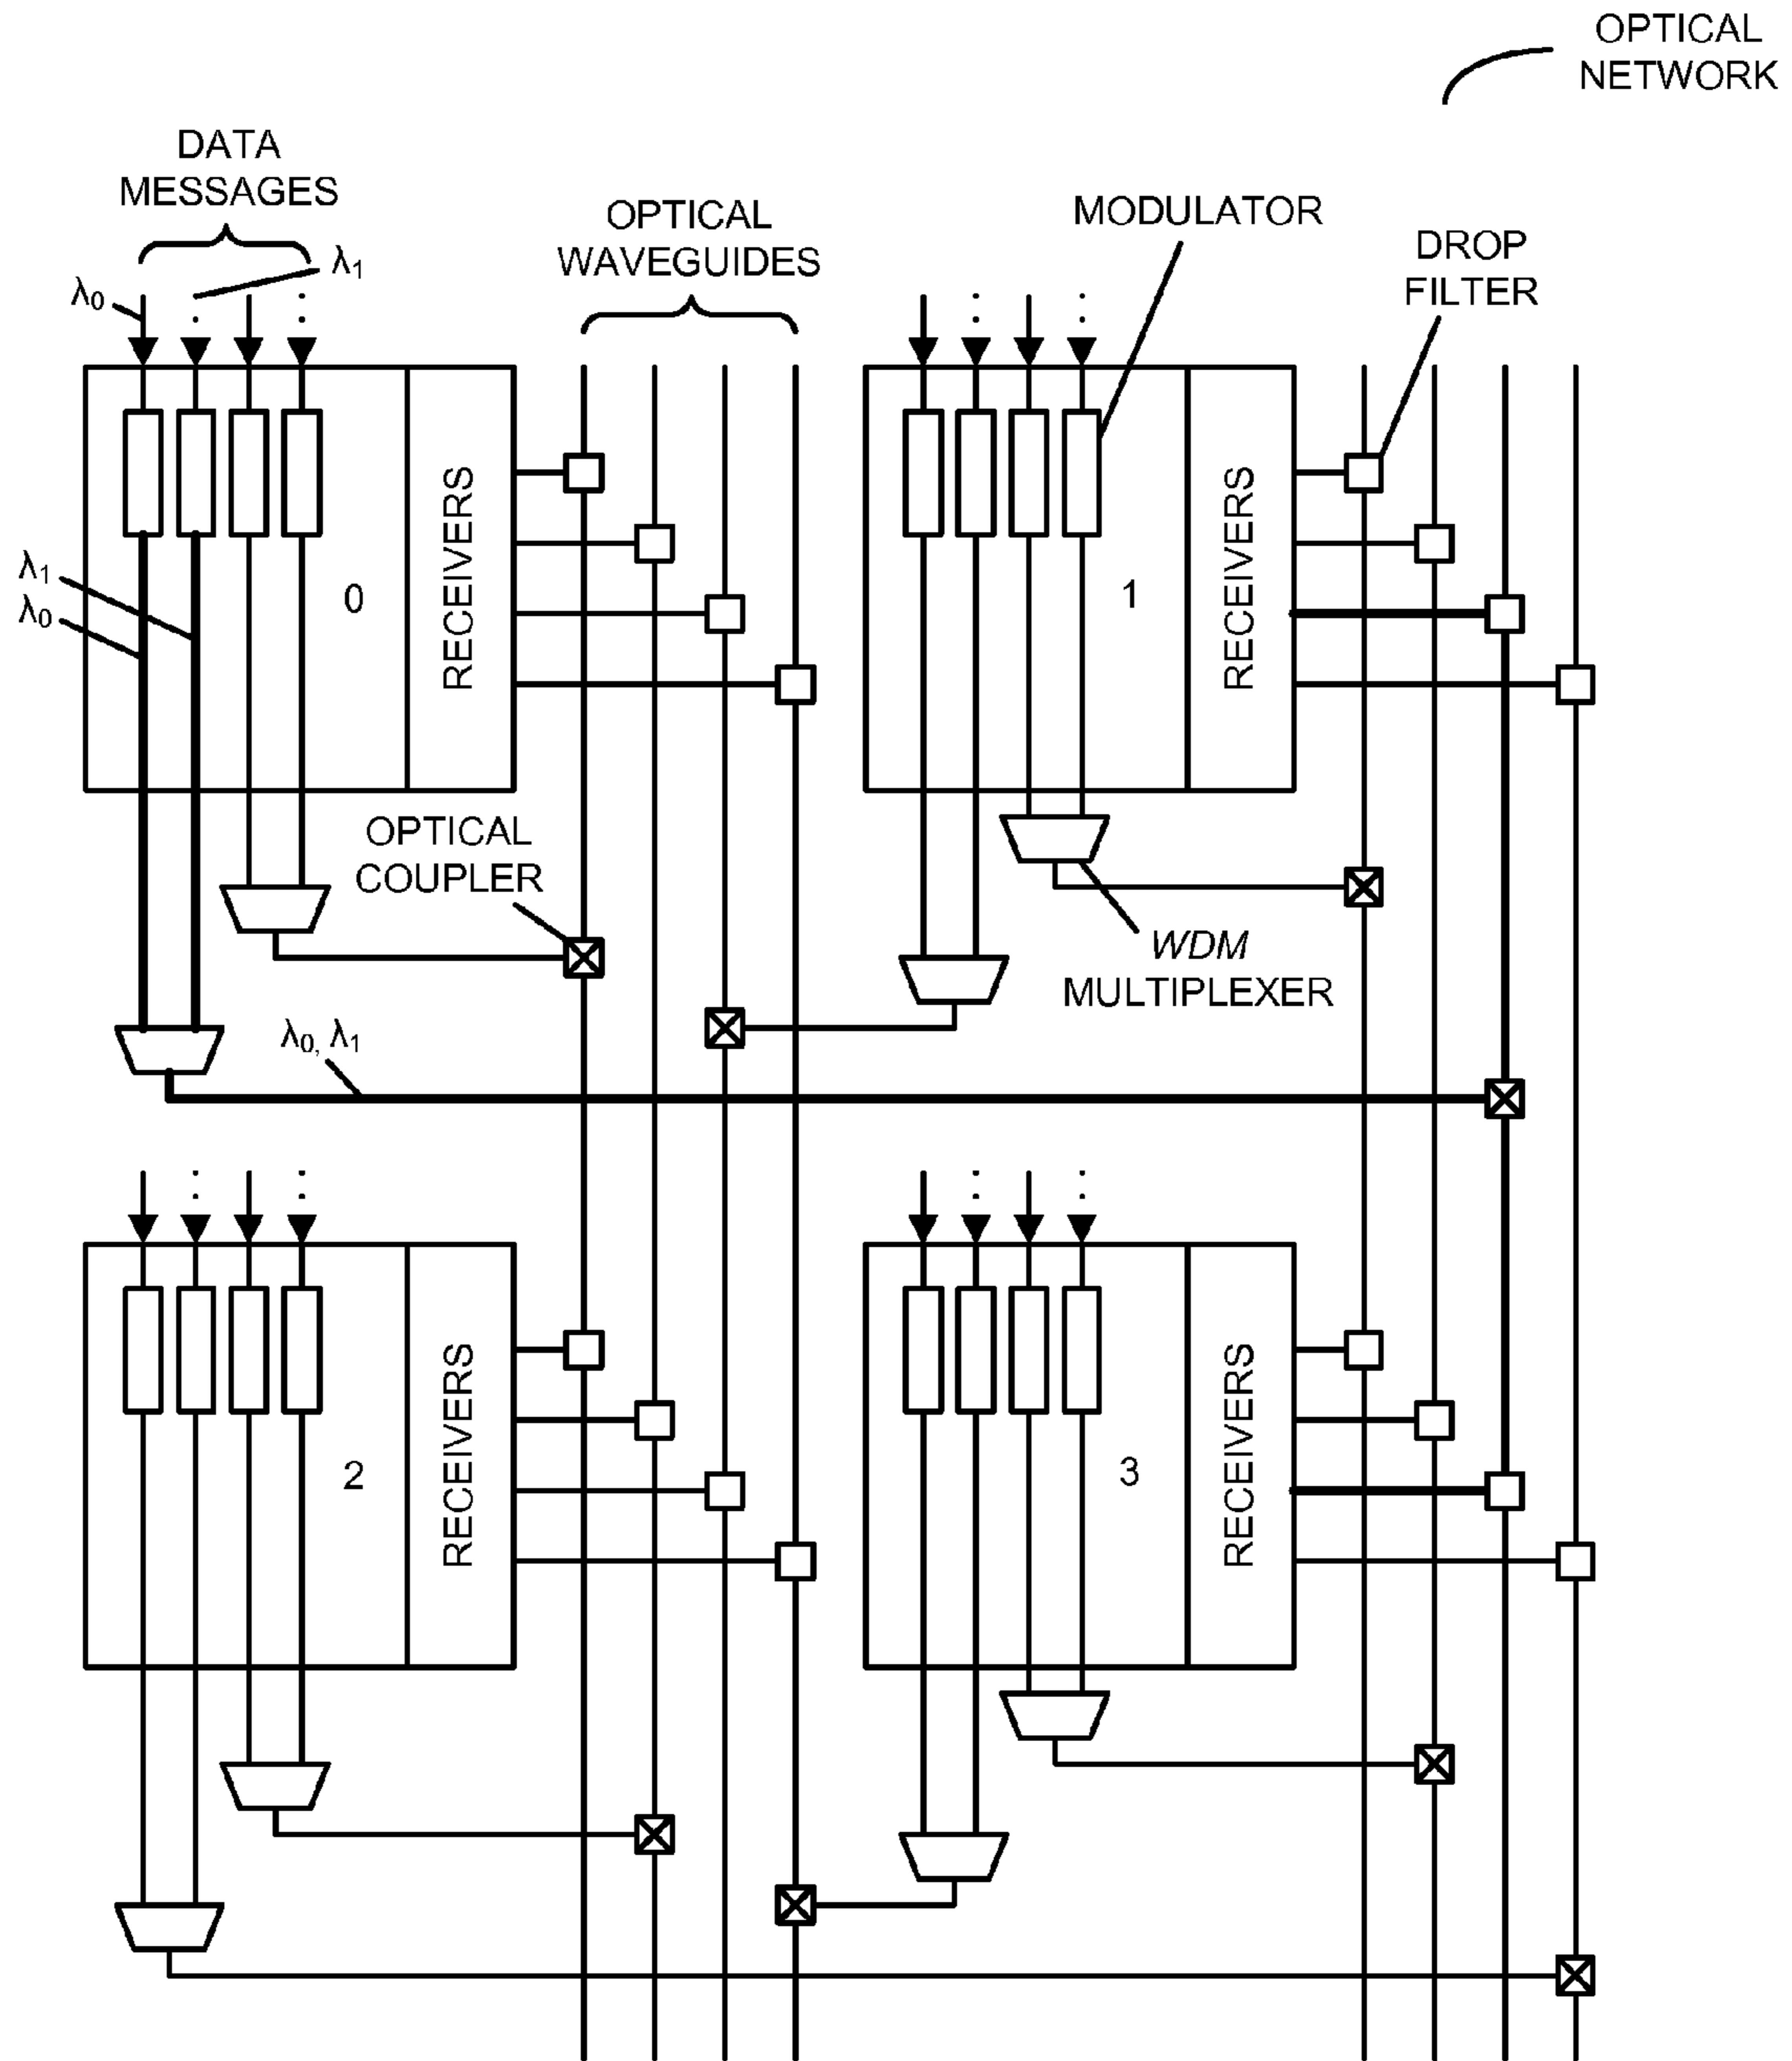 OPTICAL
NETWORK
DATA
MESSAGES
OPTICAL
WAVEGUIDES
MODULATOR
DROP
FILTER
λ0
λ1
RECEIVERS
RECEIVERS
λ1
λ0
0
1
OPTICAL
COUPLER
WDM
MULTIPLEXER
λ0, λ1
RECEIVERS
RECEIVERS
2
3